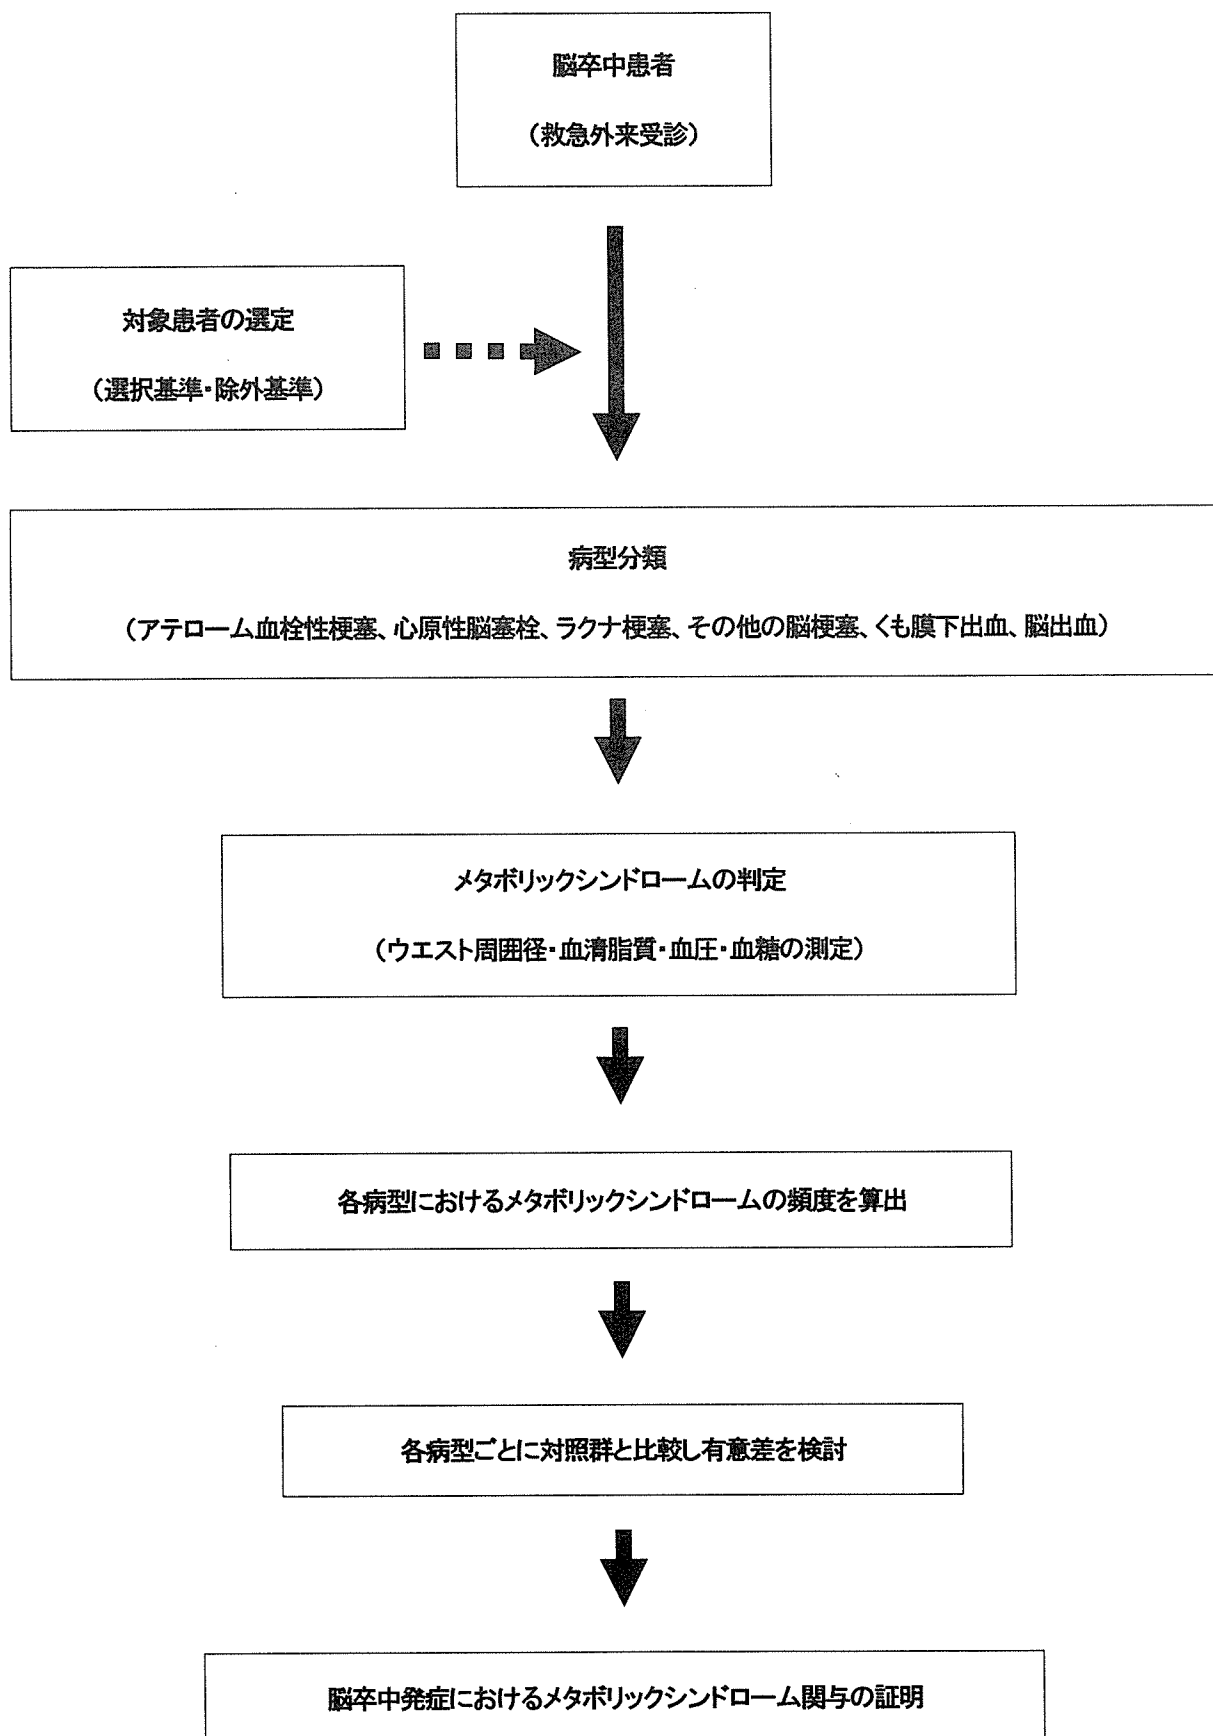 脳卒中患者
（救急外来受診）
対象患者の選定
（選択基準・除外基準）
病型分類
（アテローム血栓性梗塞、心原性脳塞栓、ラクナ梗塞、その他の脳梗塞、くも膜下出血、脳出血）
メタボリックシンドロームの判定
（ウエスト周囲径・血清脂質・血圧・血糖の測定）
各病型におけるメタボリックシンドロームの頻度を算出
各病型ごとに対照群と比較し有意差を検討
脳卒中発症におけるメタボリックシンドローム関与の証明